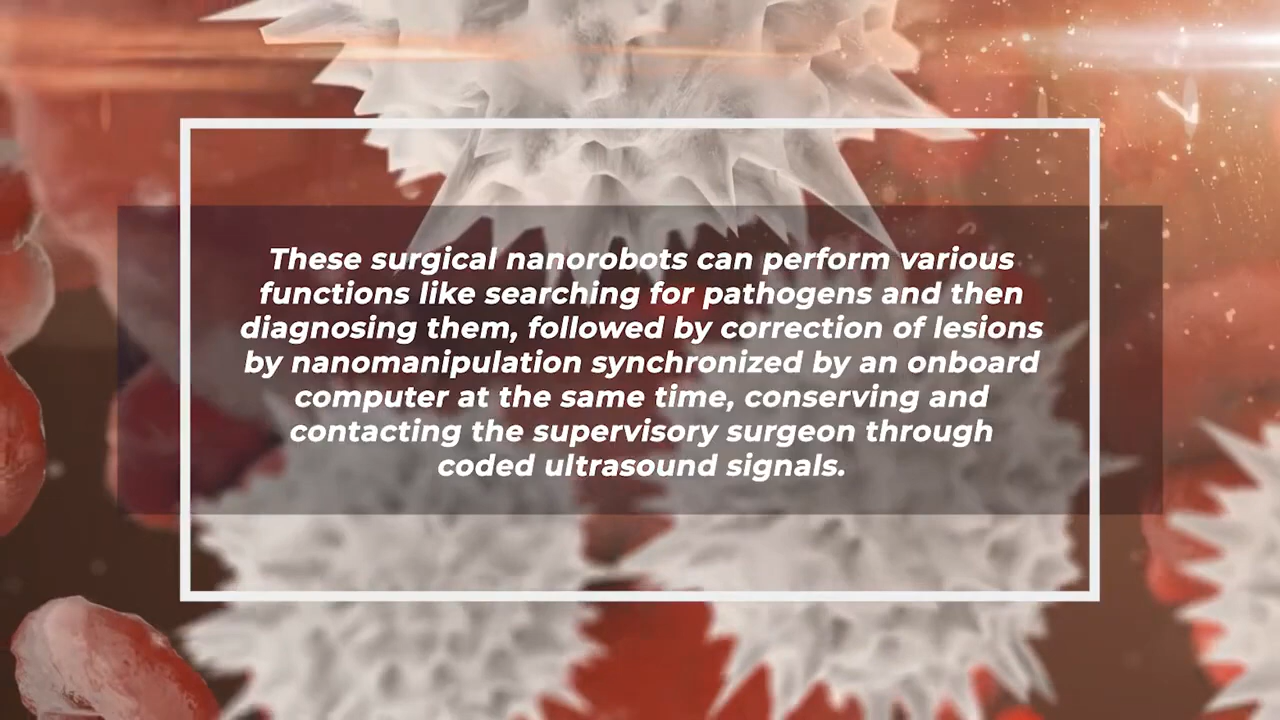 These surgical nanorobots can perform various
functions like searching for pathogens and then
diagnosing them, followed by correction of lesions
by nanomanipulation synchronized by an onboard
computer at the same time, conserving and
contacting the supervisory surgeon through
coded ultrasound signals.